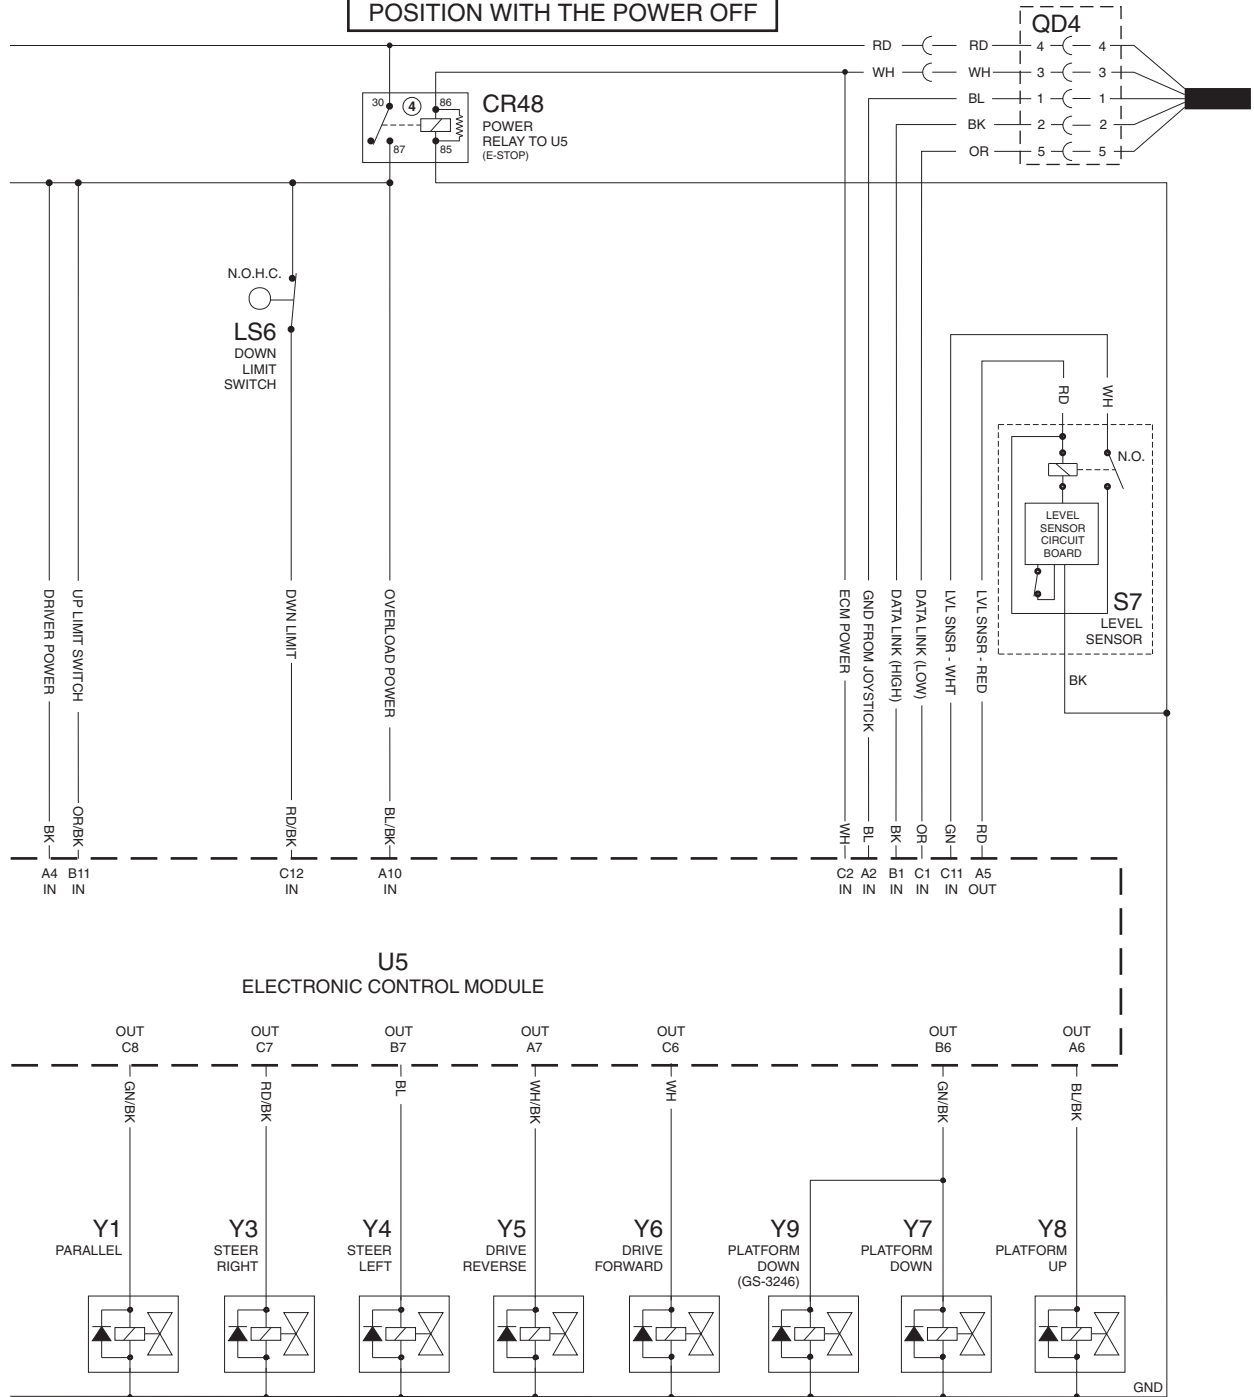 POSITION WITH THE POWER OFF
QD4
RD RD 4 4
WH WH 3 3
BL 1 1
BK 2 2
OR 5 5
30 4 86
87 85
CR48
POWER
RELAY TO U5
(E-STOP)
N.O.H.C.
LS6
DOWN
LIMIT
SWITCH
RD
WH
N.O.
LEVEL
SENSOR
CIRCUIT
BOARD
S7
LEVEL
SENSOR
BK
DRIVER POWER
UP LIMIT SWITCH
DWN LIMIT
OVERLOAD POWER
ECM POWER
GND FROM JOYSTICK
DATA LINK (HIGH)
DATA LINK (LOW)
LVL SNSR - WHT
LVL SNSR - RED
BK
OR/BK
RD/BK
BL/BK
WH
BL
BK
OR
GN
RD
A4 B11 C12 A10 C2 A2 B1 C1 C11 A5
IN IN IN IN IN IN IN IN IN OUT
U5
ELECTRONIC CONTROL MODULE
OUT OUT OUT OUT OUT OUT OUT
C8 C7 B7 A7 C6 B6 A6
GN/BK
RD/BK
BL
WH/BK
WH
GN/BK
BL/BK
Y1
PARALLEL
Y3
STEER
RIGHT
Y4
STEER
LEFT
Y5
DRIVE
REVERSE
Y6
DRIVE
FORWARD
Y9
PLATFORM
DOWN
(GS-3246)
Y7
PLATFORM
DOWN
Y8
PLATFORM
UP
GND